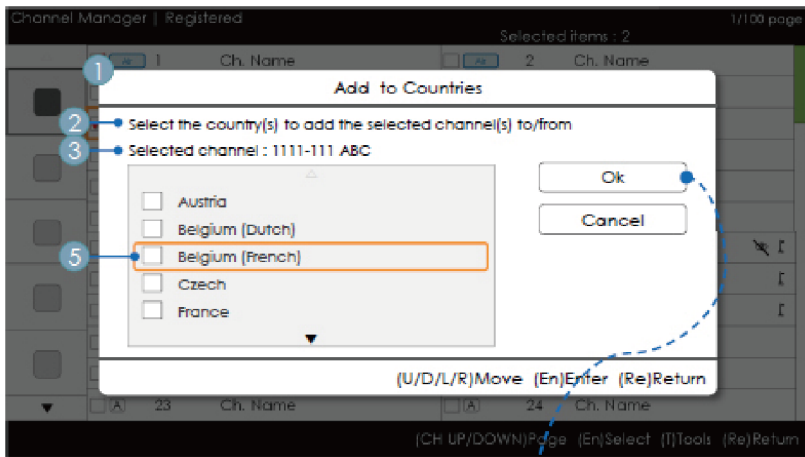 Channel Manager | Registered
1/100 page
Selected items : 2
As 1 Ch. Name As 2 Ch. Name
1
Add to Countries
2 Select the country(s) to add the selected channel(s) to/from
3 Selected channel : 1111-111 ABC
Ok
Austria
Cancel
Belgium (Dutch)
5 Belgium (French)
Czech
France
(U/D/L/R)Move (En)Enter (Re)Return
A 23 Ch. Name A 24 Ch. Name
(CH UP/DOWN)Page (En)Select (T)Tools (Re)Return